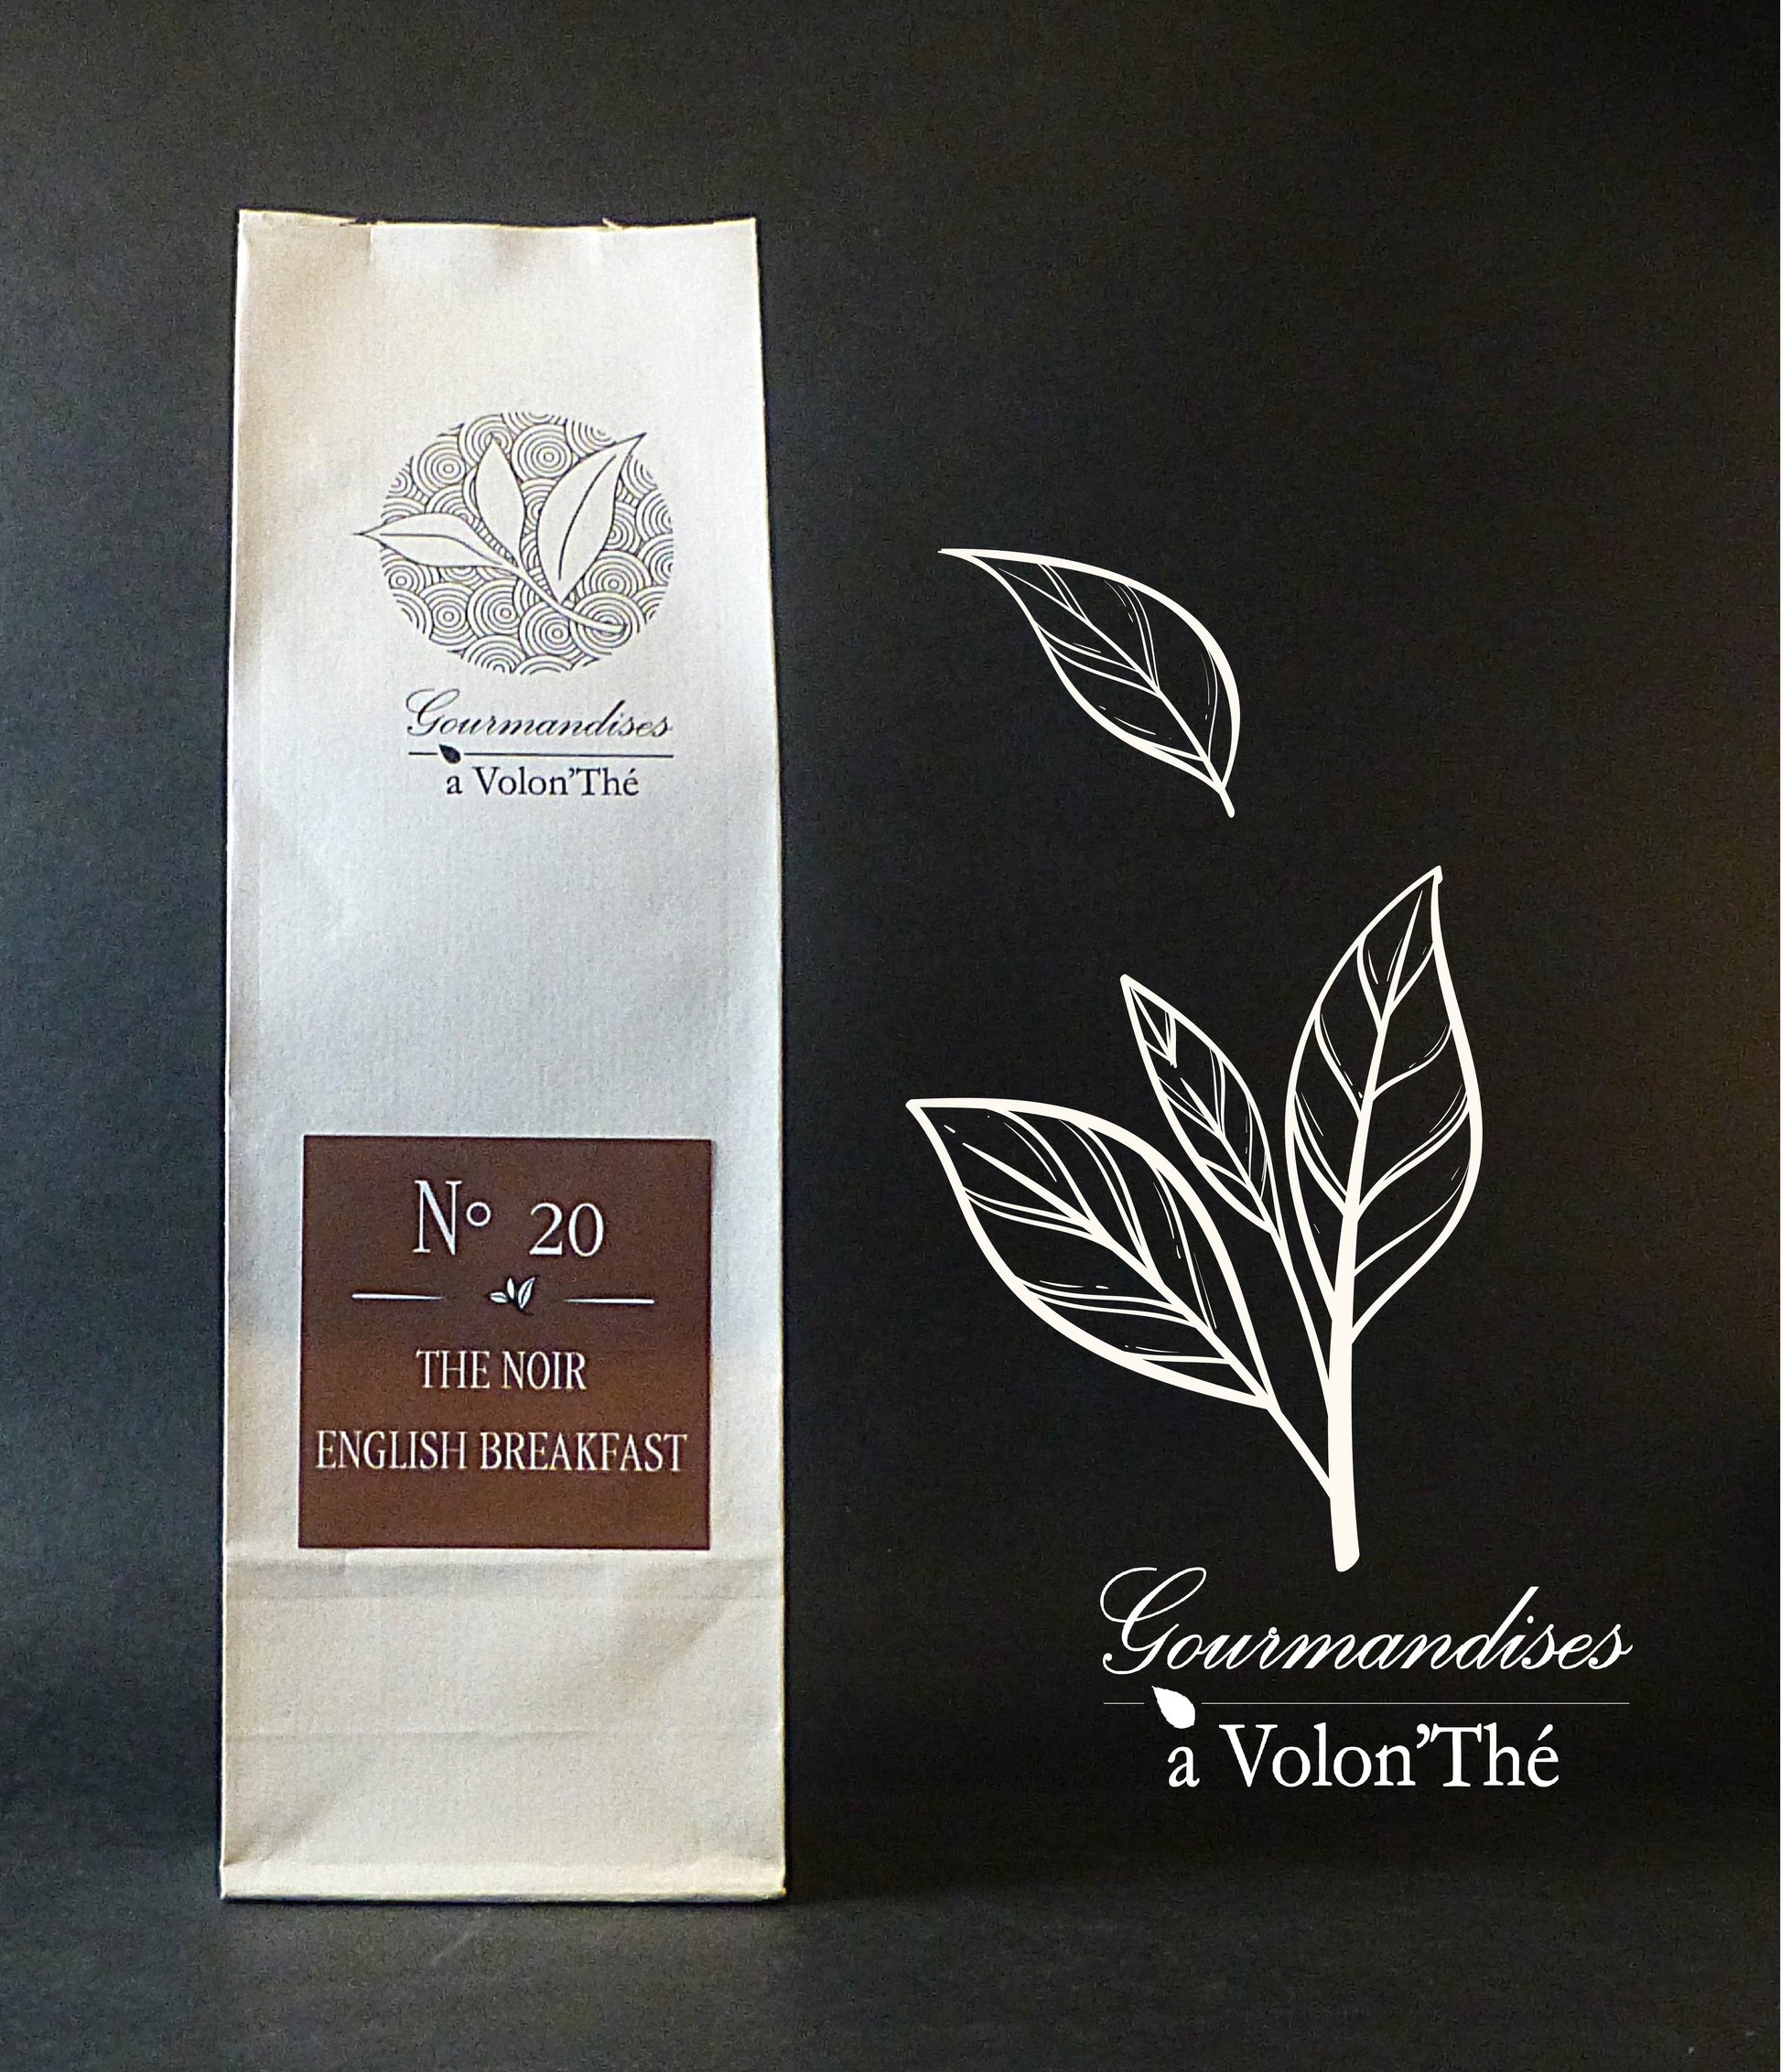 Gourmandises
a Volon’Thé
N° 20
THE NOIR
ENGLISH BREAKFAST
Gourmandises
a Volon’Thé